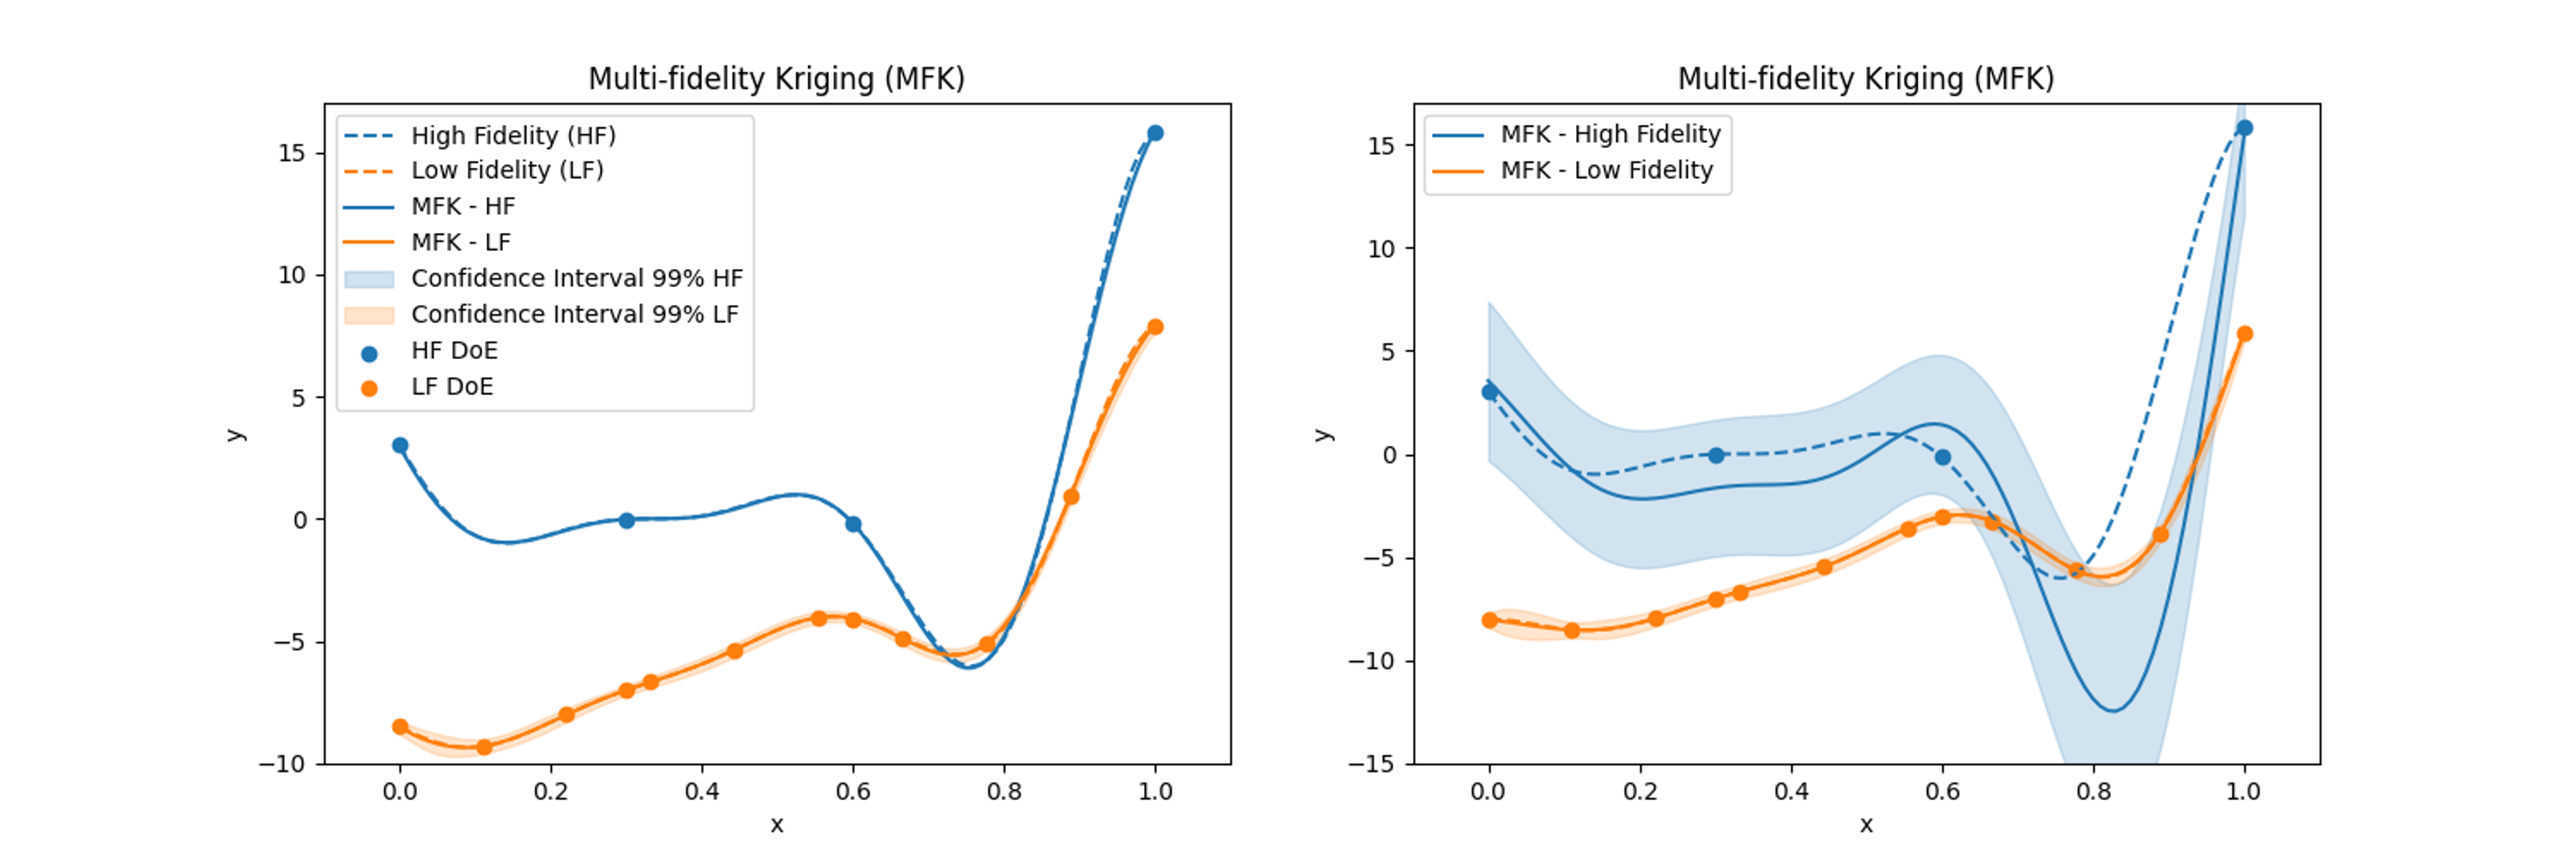 Multi-fidelity Kriging (MFK)
High Fidelity (HF)
Low Fidelity (LF)
MFK - HF
MFK - LF
Confidence Interval 99% HF
Confidence Interval 99% LF
HF DoE
LF DoE
15
10
5
0
−5
−10
y
0.0 0.2 0.4 0.6 0.8 1.0
x
Multi-fidelity Kriging (MFK)
MFK - High Fidelity
MFK - Low Fidelity
15
10
5
0
−5
−10
−15
y
0.0 0.2 0.4 0.6 0.8 1.0
x